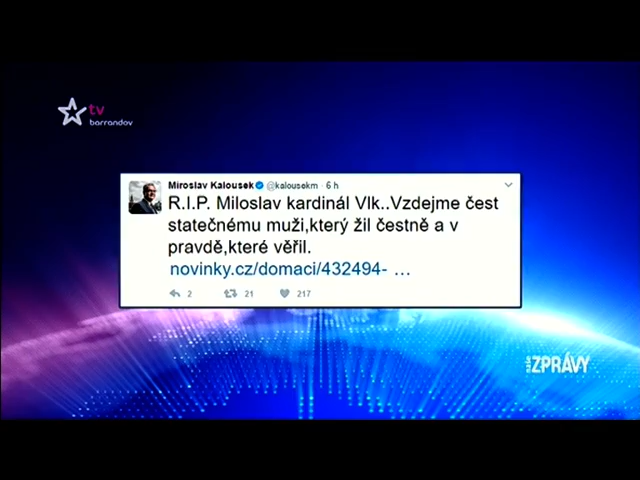 tv
barrandov
Miroslav Kalousek @kalousekm · 6 h
R.I.P. Miloslav kardinál Vlk..Vzdejme čest
statečnému muži,který žil čestně a v
pravdě,které věřil.
novinky.cz/domaci/432494- ...
2 21 217
naše ZPRÁVY